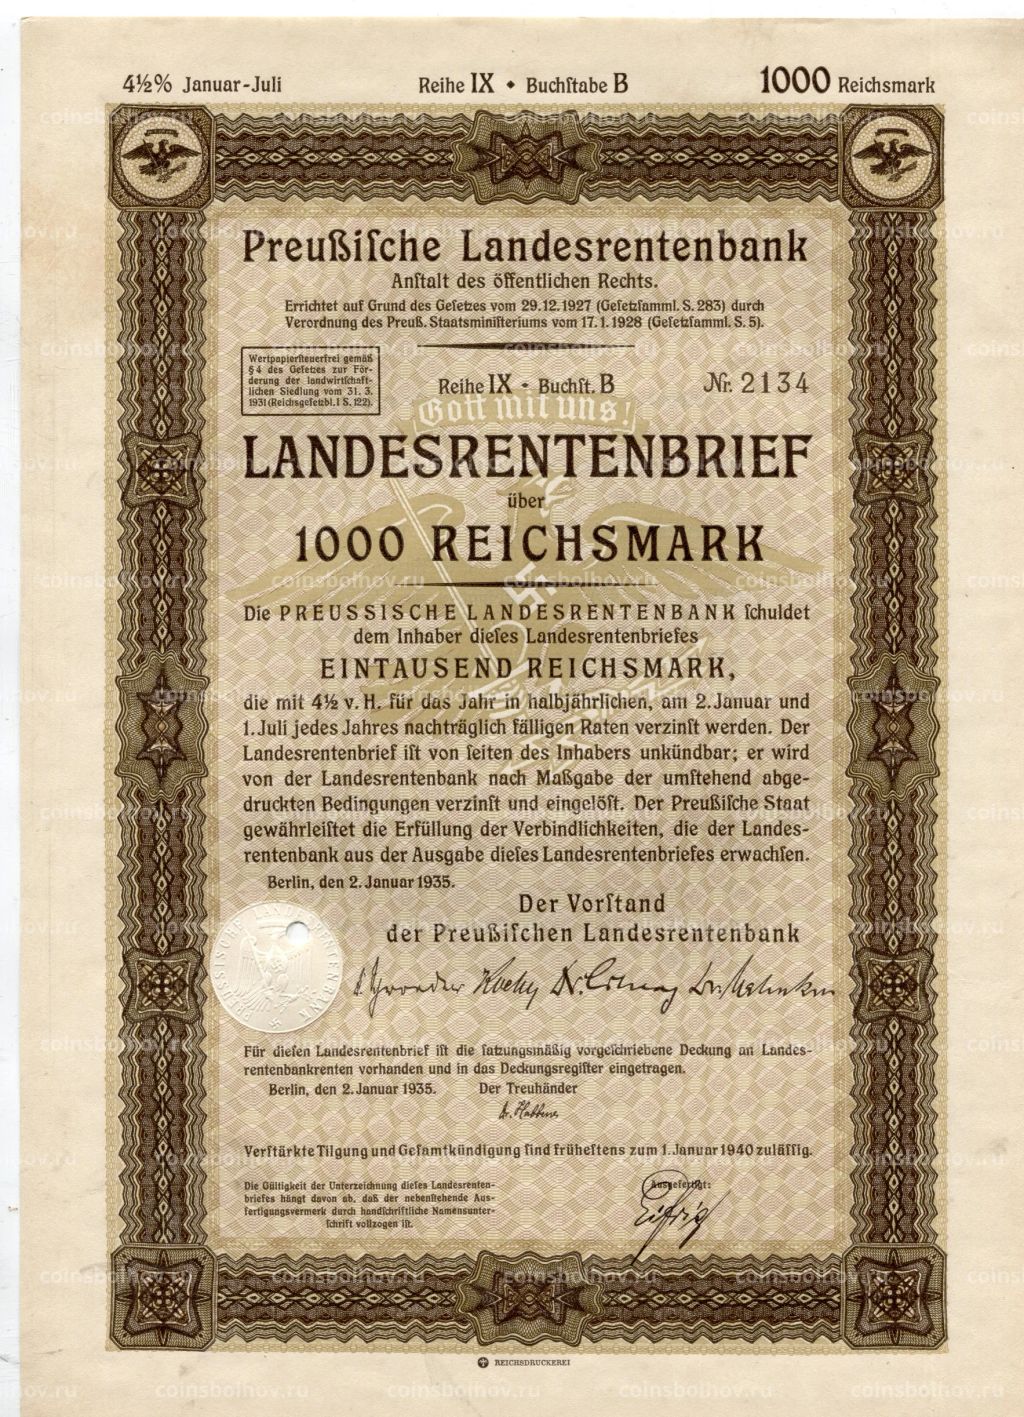 4½% Januar-Juli Reihe IX • Buchſtabe B 1000 Reichsmark
Preußiſche Landesrentenbank
Anſtalt des öffentlichen Rechts.
Errichtet auf Grund des Geſetzes vom 29.12.1927 (Geſetzſamml. S. 283) durch
Verordnung des Preuß. Staatsminiſteriums vom 17.1.1928 (Geſetzſamml. S. 5).
Wertpapierſteuerfrei gemäß
§ 4 des Geſetzes zur För-
derung der landwirtſchaft-
lichen Siedlung vom 31. 3.
1931 (Reichsgeſetzbl. I S. 122).
Reihe IX • Buchſt. B Nr. 2134
Gott mit uns!
LANDESRENTENBRIEF
über
1000 REICHSMARK
Die PREUSSISCHE LANDESRENTENBANK ſchuldet
dem Inhaber dieſes Landesrentenbriefes
EINTAUSEND REICHSMARK,
die mit 4½ v. H. für das Jahr in halbjährlichen, am 2. Januar und
1. Juli jedes Jahres nachträglich fälligen Raten verzinſt werden. Der
Landesrentenbrief iſt von ſeiten des Inhabers unkündbar; er wird
von der Landesrentenbank nach Maßgabe der umſtehend abge-
druckten Bedingungen verzinſt und eingelöſt. Der Preußiſche Staat
gewährleiſtet die Erfüllung der Verbindlichkeiten, die der Landes-
rentenbank aus der Ausgabe dieſes Landesrentenbriefes erwachſen.
Berlin, den 2. Januar 1935.
Der Vorſtand
der Preußiſchen Landesrentenbank
PREUSSISCHE LANDESRENTENBANK
Für dieſen Landesrentenbrief iſt die ſatzungsmäßig vorgeſchriebene Deckung an Landes-
rentenbankrenten vorhanden und in das Deckungsregiſter eingetragen.
Berlin, den 2. Januar 1935. Der Treuhänder
Verſtärkte Tilgung und Geſamtkündigung ſind früheſtens zum 1. Januar 1940 zuläſſig.
Die Gültigkeit der Unterzeichnung dieſes Landesrenten-
briefes hängt davon ab, daß der nebenſtehende Aus-
fertigungsvermerk durch handſchriftliche Namensunter-
ſchrift vollzogen iſt.
Ausgefertigt:
Eifrig
REICHSDRUCKEREI
coinsbolhov.ru